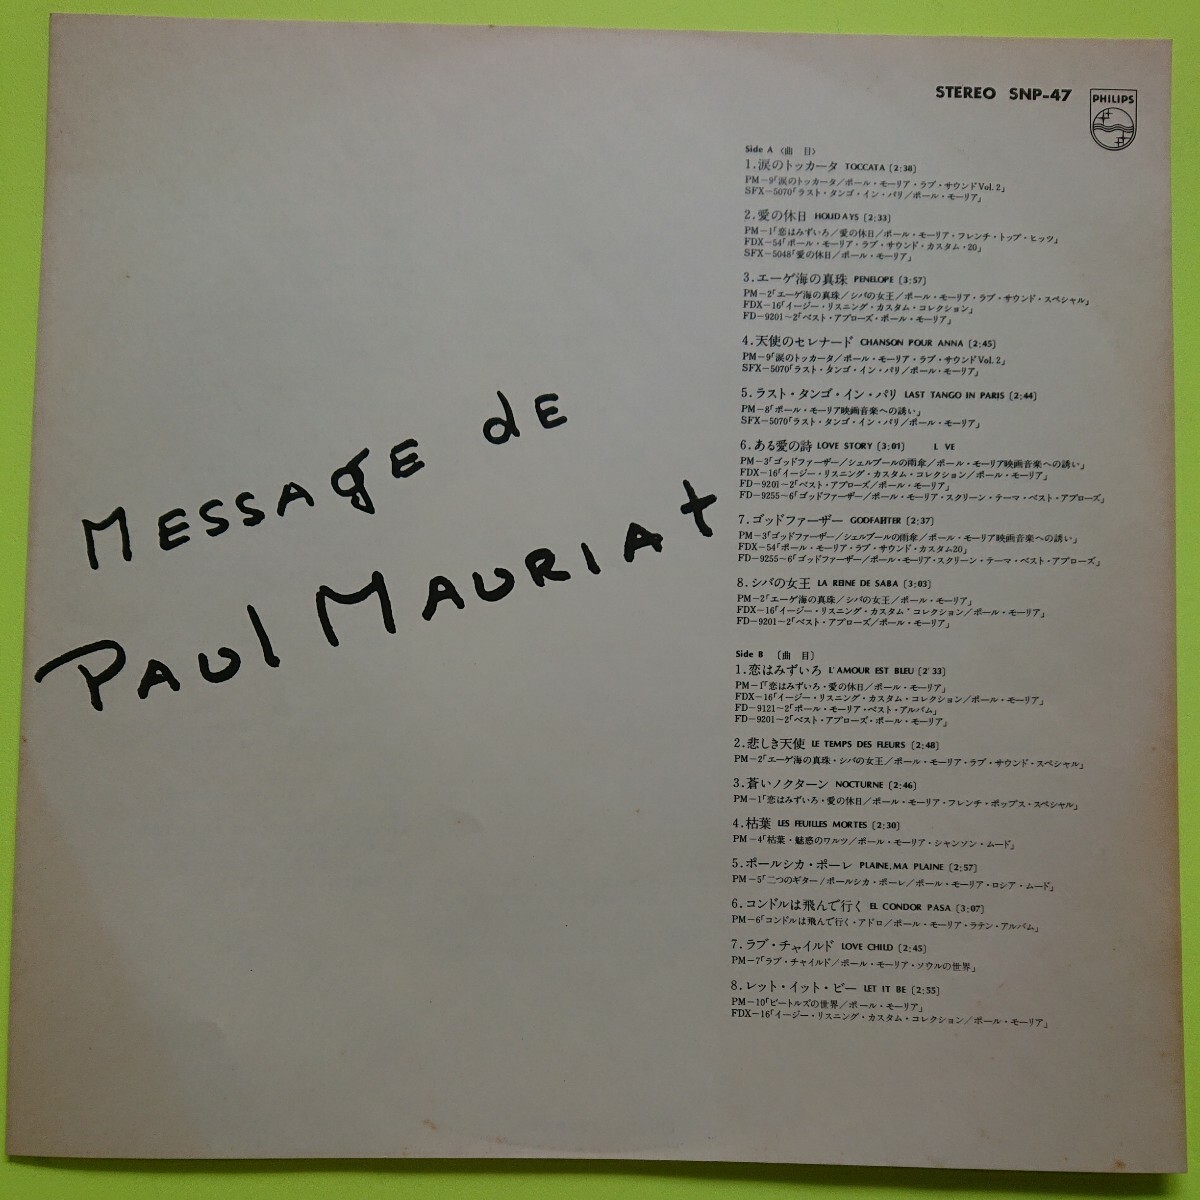 STEREO SNP-47
PHILIPS
MESSAGE dE
PAUL MAURIAT
Side A 〈曲 目〉
1.涙のトッカータ TOCCATA〔2:38〕
PM-9「涙のトッカータ/ポール・モーリア・ラブ・サウンドVol.2」
SFX-5070「ラスト・タンゴ・イン・パリ/ポール・モーリア」
2.愛の休日 HOLIDAYS〔2:33〕
PM-1「恋はみずいろ/愛の休日/ポール・モーリア・フレンチ・トップ・ヒッツ」
FDX-54「ポール・モーリア・ラブ・サウンド・カスタム・20」
SFX-5048「愛の休日/ポール・モーリア」
3.エーゲ海の真珠 PENELOPE〔3:57〕
PM-2「エーゲ海の真珠/シバの女王/ポール・モーリア・ラブ・サウンド・スペシャル」
FDX-16「イージー・リスニング・カスタム・コレクション」
FD-9201~2「ベスト・アプローズ・ポール・モーリア」
4.天使のセレナード CHANSON POUR ANNA〔2:45〕
PM-9「涙のトッカータ/ポール・モーリア・ラブ・サウンドVol.2」
SFX-5070「ラスト・タンゴ・イン・パリ/ポール・モーリア」
5.ラスト・タンゴ・イン・パリ LAST TANGO IN PARIS〔2:44〕
PM-8「ポール・モーリア映画音楽への誘い」
SFX-5070「ラスト・タンゴ・イン・パリ/ポール・モーリア」
6.ある愛の詩 LOVE STORY〔3:01〕 L VE
PM-3「ゴッドファーザー/シェルブールの雨傘/ポール・モーリア映画音楽への誘い」
FDX-16「イージー・リスニング・カスタム・コレクション/ポール・モーリア」
FD-9201~2「ベスト・アプローズ/ポール・モーリア」
FD-9255~6「ゴッドファーザー/ポール・モーリア・スクリーン・テーマ・ベスト・アプローズ」
7.ゴッドファーザー GODFAHTER〔2:37〕
PM-3「ゴッドファーザー/シェルブールの雨傘/ポール・モーリア映画音楽への誘い」
FDX-54「ポール・モーリア・ラブ・サウンド・カスタム20」
FD-9255~6「ゴッドファーザー/ポール・モーリア・スクリーン・テーマ・ベスト・アプローズ」
8.シバの女王 LA REINE DE SABA〔3:03〕
PM-2「エーゲ海の真珠/シバの女王/ポール・モーリア」
FDX-16「イージー・リスニング・カスタム・コレクション/ポール・モーリア」
FD-9201~2「ベスト・アプローズ/ポール・モーリア」
Side B 〔曲 目〕
1.恋はみずいろ L'AMOUR EST BLEU〔2'33〕
PM-1「恋はみずいろ・愛の休日/ポール・モーリア」
FDX-16「イージー・リスニング・カスタム・コレクション/ポール・モーリア」
FD-9121~2「ポール・モーリア・ベスト・アルバム」
FD-9201~2「ベスト・アプローズ・ポール・モーリア」
2.悲しき天使 LE TEMPS DES FLEURS〔2:48〕
PM-2「エーゲ海の真珠・シバの女王/ポール・モーリア・ラブ・サウンド・スペシャル」
3.蒼いノクターン NOCTURNE〔2:46〕
PM-1「恋はみずいろ・愛の休日/ポール・モーリア・フレンチ・ポップス・スペシャル」
4.枯葉 LES FEUILLES MORTES〔2:30〕
PM-4「枯葉・魅惑のワルツ/ポール・モーリア・シャンソン・ムード」
5.ポールシカ・ポーレ PLAINE, MA PLAINE〔2:57〕
PM-5「二つのギター/ポールシカ・ポーレ/ポール・モーリア・ロシア・ムード」
6.コンドルは飛んで行く EL CONDOR PASA〔3:07〕
PM-6「コンドルは飛んで行く・アドロ/ポール・モーリア・ラテン・アルバム」
7.ラブ・チャイルド LOVE CHILD〔2:45〕
PM-7「ラブ・チャイルド/ポール・モーリア・ソウルの世界」
8.レット・イット・ビー LET IT BE〔2:55〕
PM-10「ビートルズの世界/ポール・モーリア」
FDX-16「イージー・リスニング・カスタム・コレクション/ポール・モーリア」